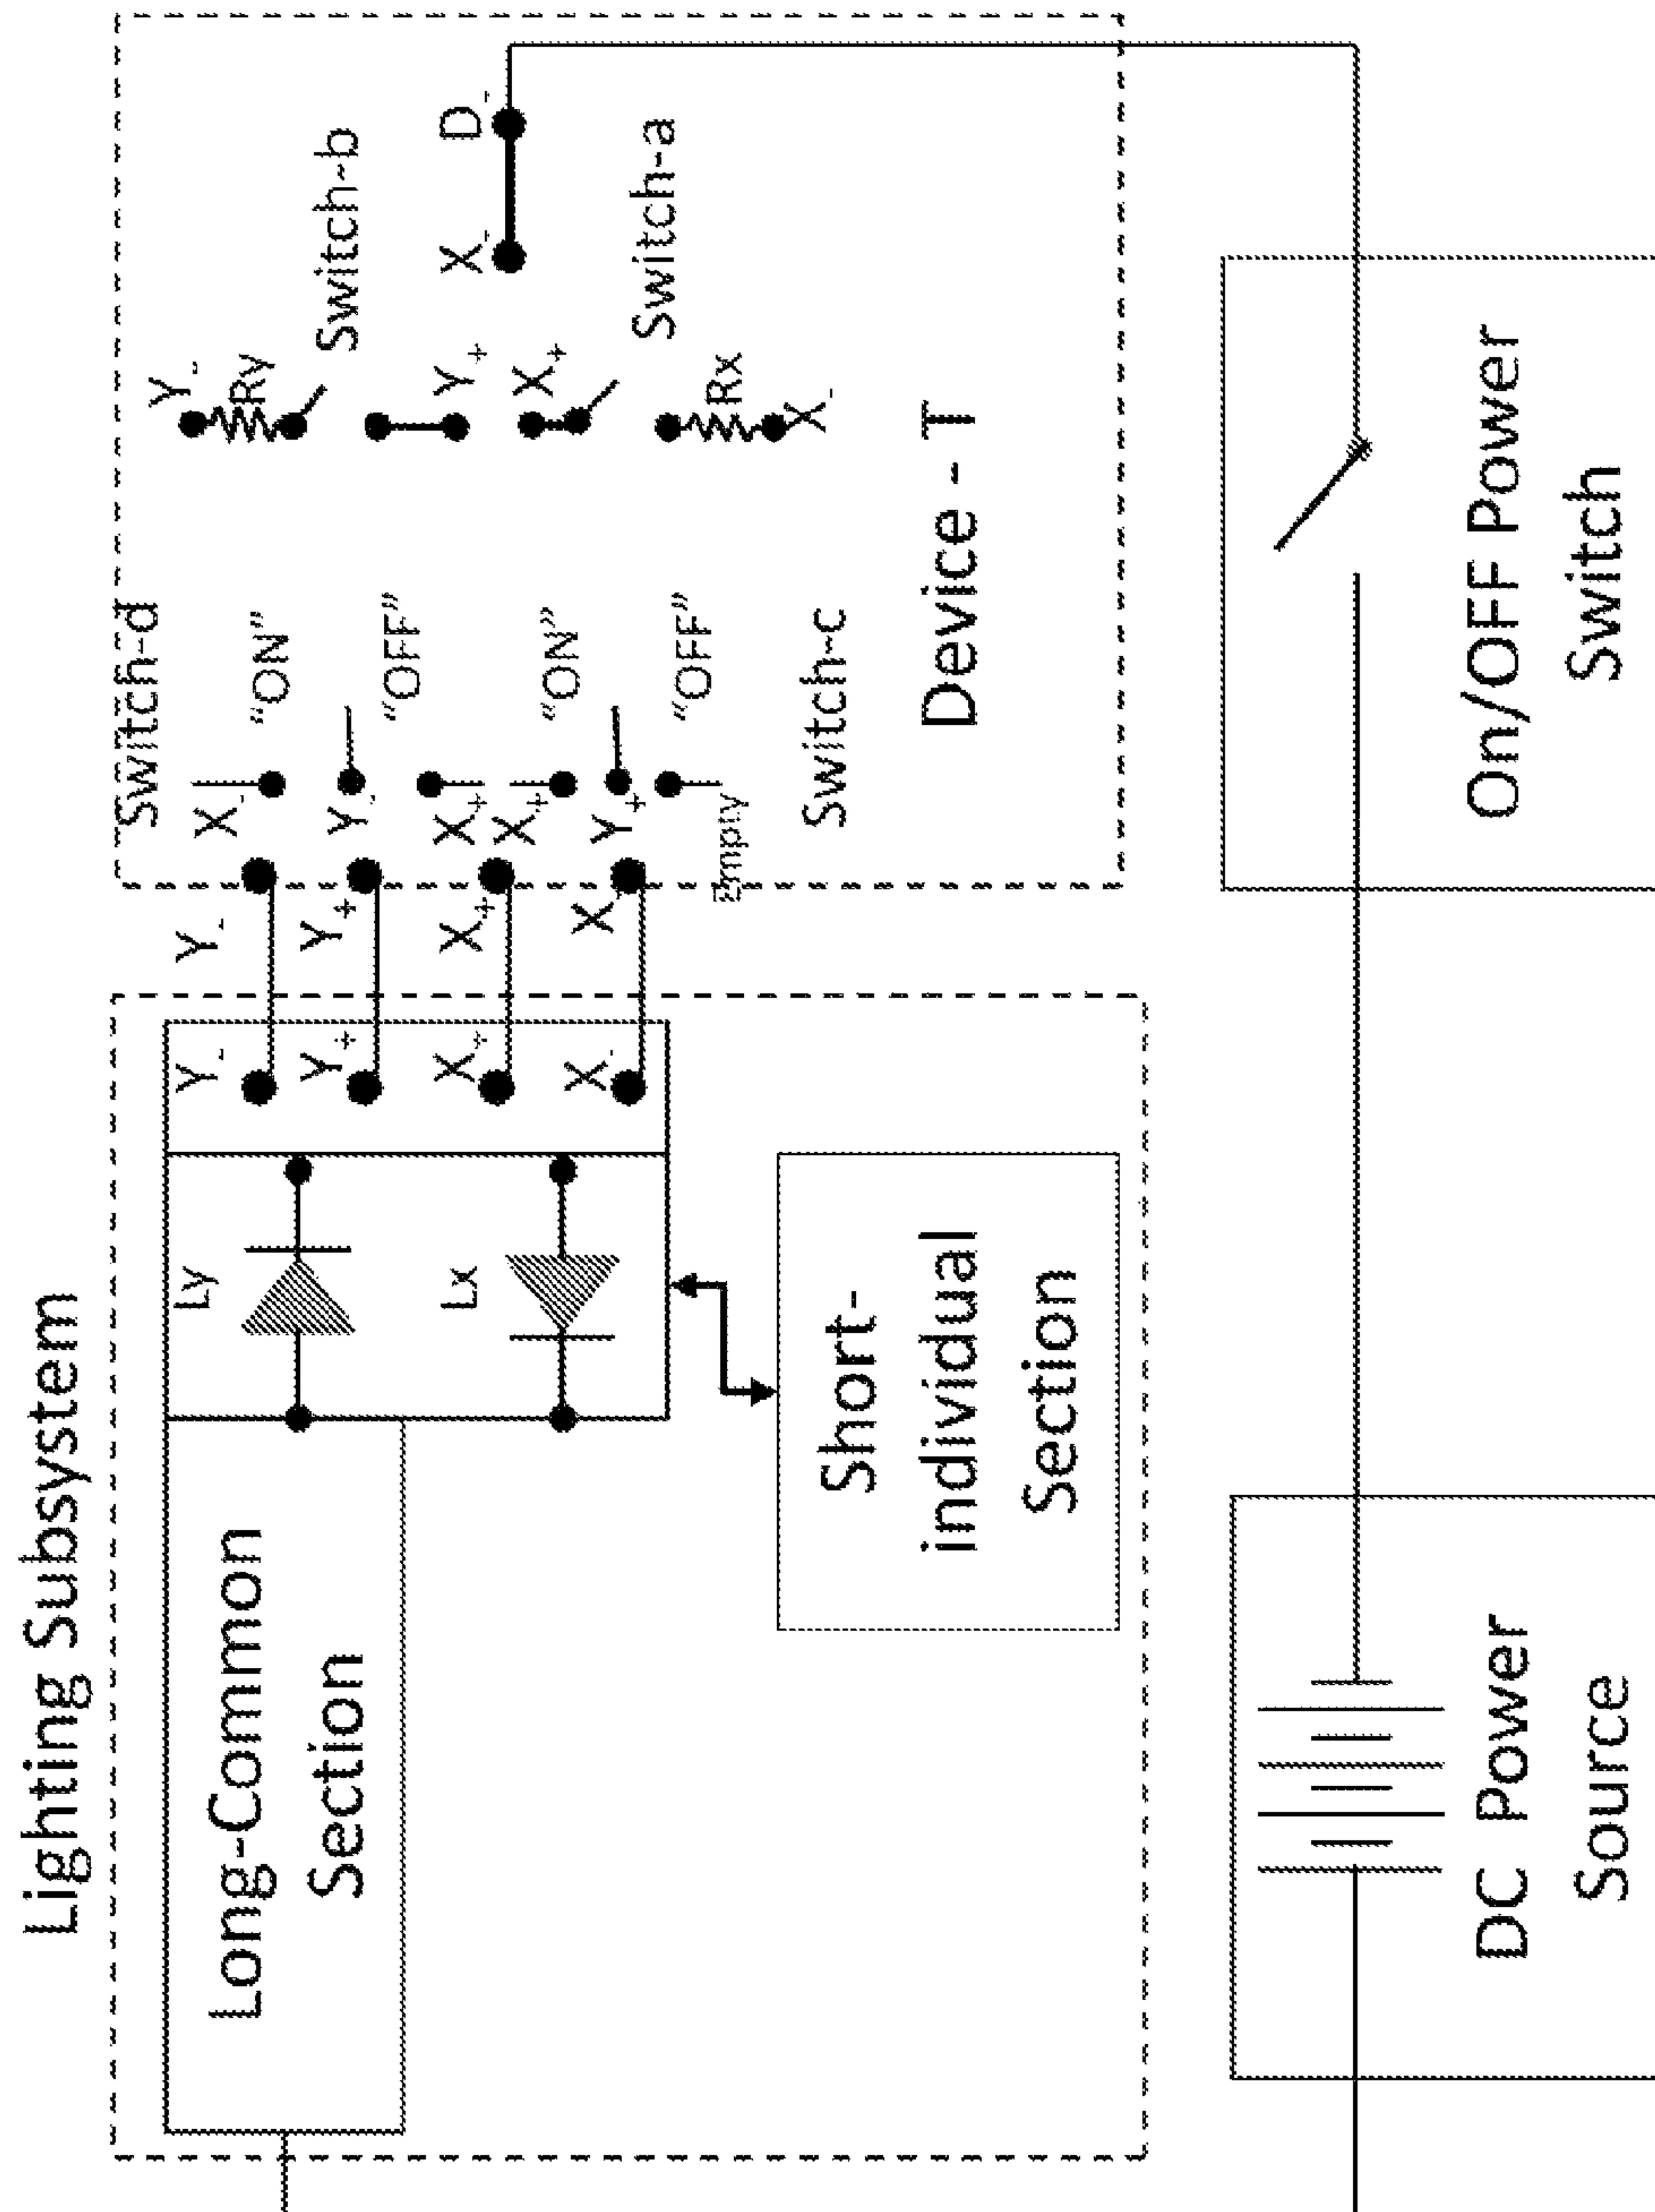 Lighting Subsystem
Long-Common
Section
Ly
Lx
Short-
individual
Section
Y-
Y+
X+
X-
Y-
Y+
X+
X-
Switch-d
X-
"ON"
Y-
"OFF"
X+
X+
"ON"
Y+
"OFF"
Empty
Switch-c
Y-
Ry
Switch-b
Y+
X+
Switch-a
Rx
X-
X-
D-
Device - T
DC Power
Source
On/OFF Power
Switch